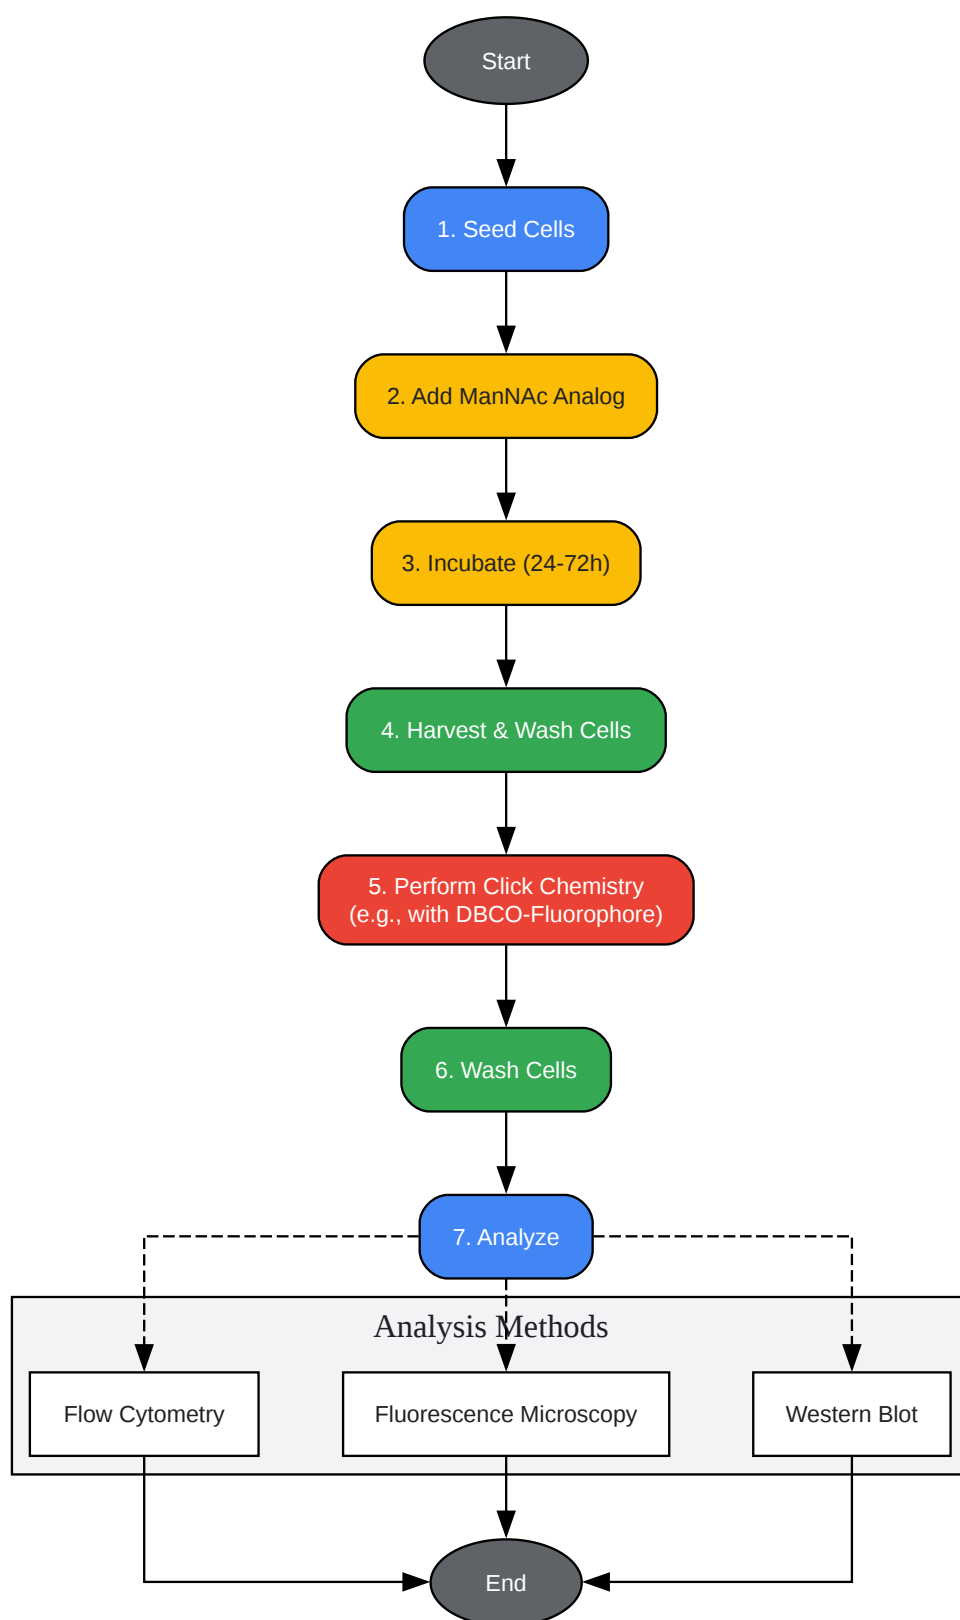 Start
1. Seed Cells
2. Add ManNAc Analog
3. Incubate (24-72h)
4. Harvest & Wash Cells
5. Perform Click Chemistry
(e.g., with DBCO-Fluorophore)
6. Wash Cells
7. Analyze
Analysis Methods
Flow Cytometry
Fluorescence Microscopy
Western Blot
End